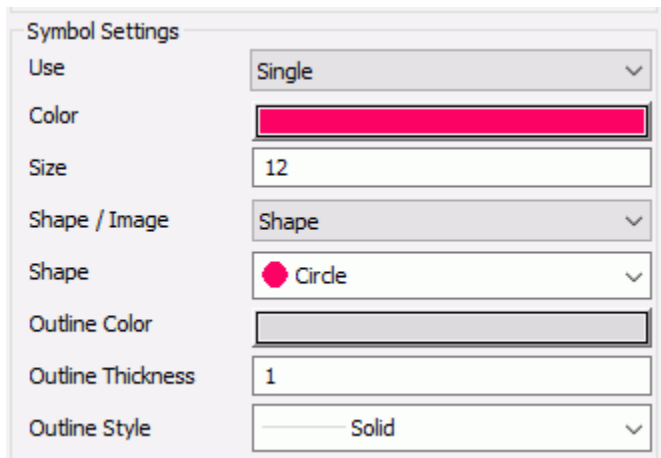 Symbol Settings
Use Single
Color
Size 12
Shape / Image Shape
Shape Circle
Outline Color
Outline Thickness 1
Outline Style Solid